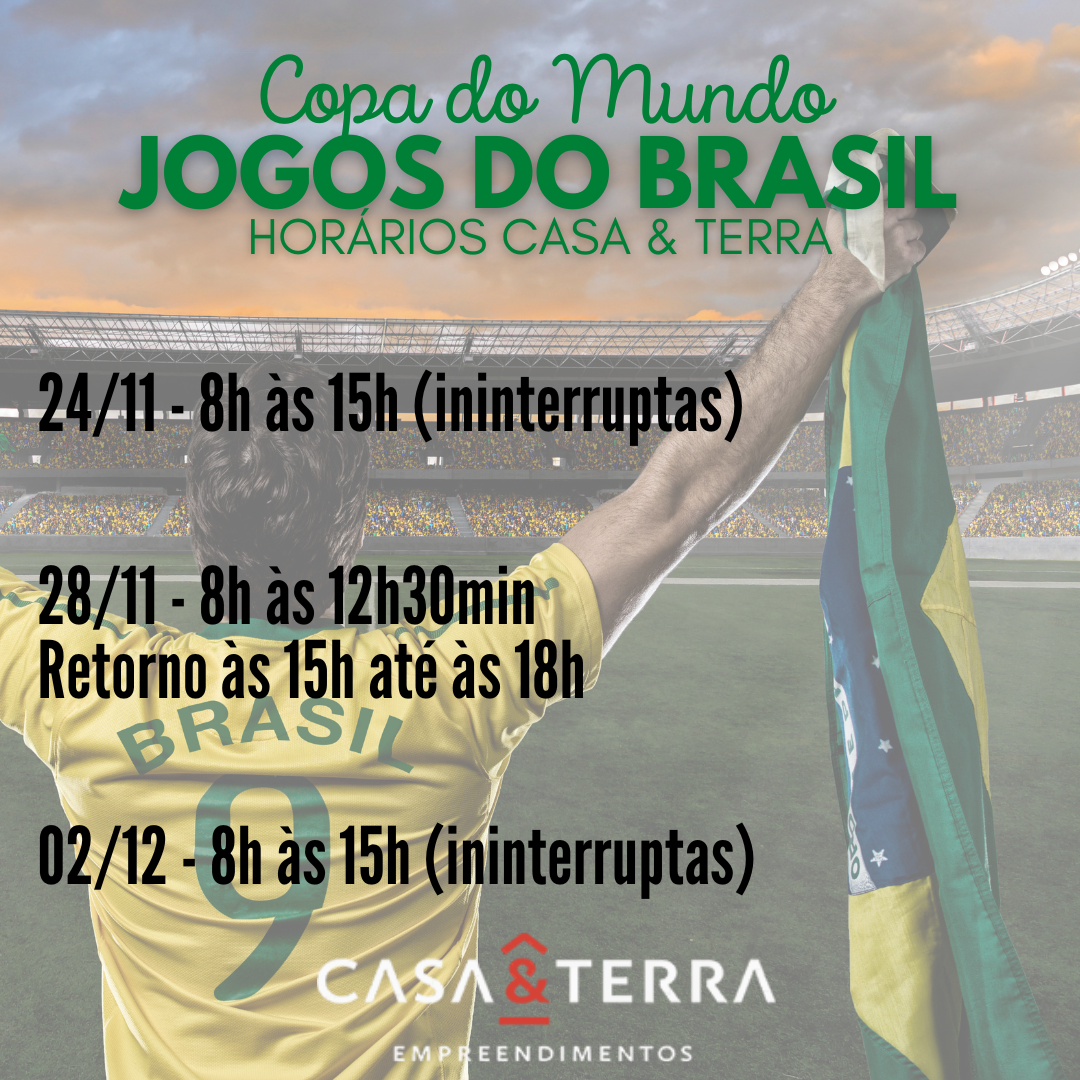 Copa do Mundo
JOGOS DO BRASIL
HORÁRIOS CASA & TERRA
24/11 - 8h às 15h (ininterruptas)
28/11 - 8h às 12h30min
Retorno às 15h até às 18h
BRASIL
9
02/12 - 8h às 15h (ininterruptas)
CASA & TERRA
EMPREENDIMENTOS